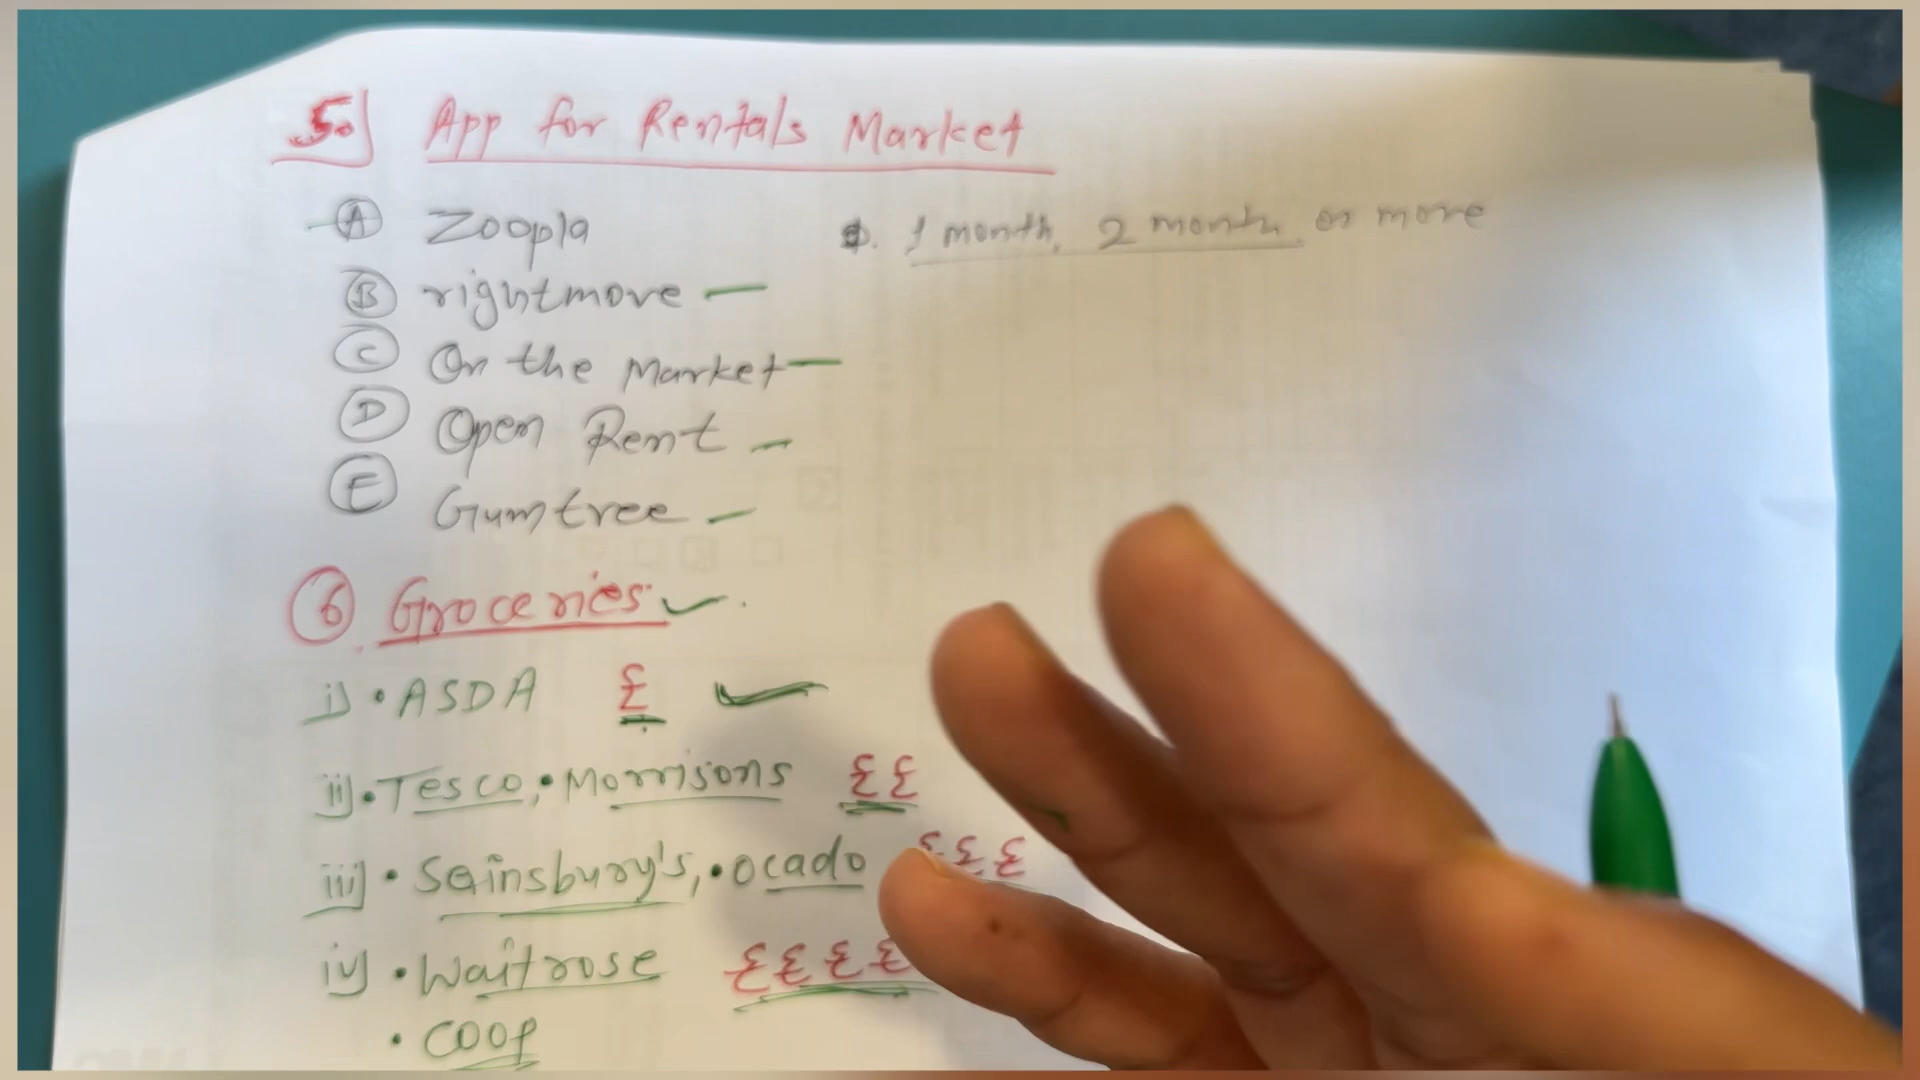 5. App for Rentals Market
A Zoopla 1 month, 2 month or more
B rightmove —
C On the Market —
D Open Rent —
E Gumtree —
6 Groceries ✓.
i) • ASDA £ ✓
ii) • Tesco, • Morrisons ££
iii) • Sainsbury's, • ocado £££
iv) • Waitrose ££££
• COOP